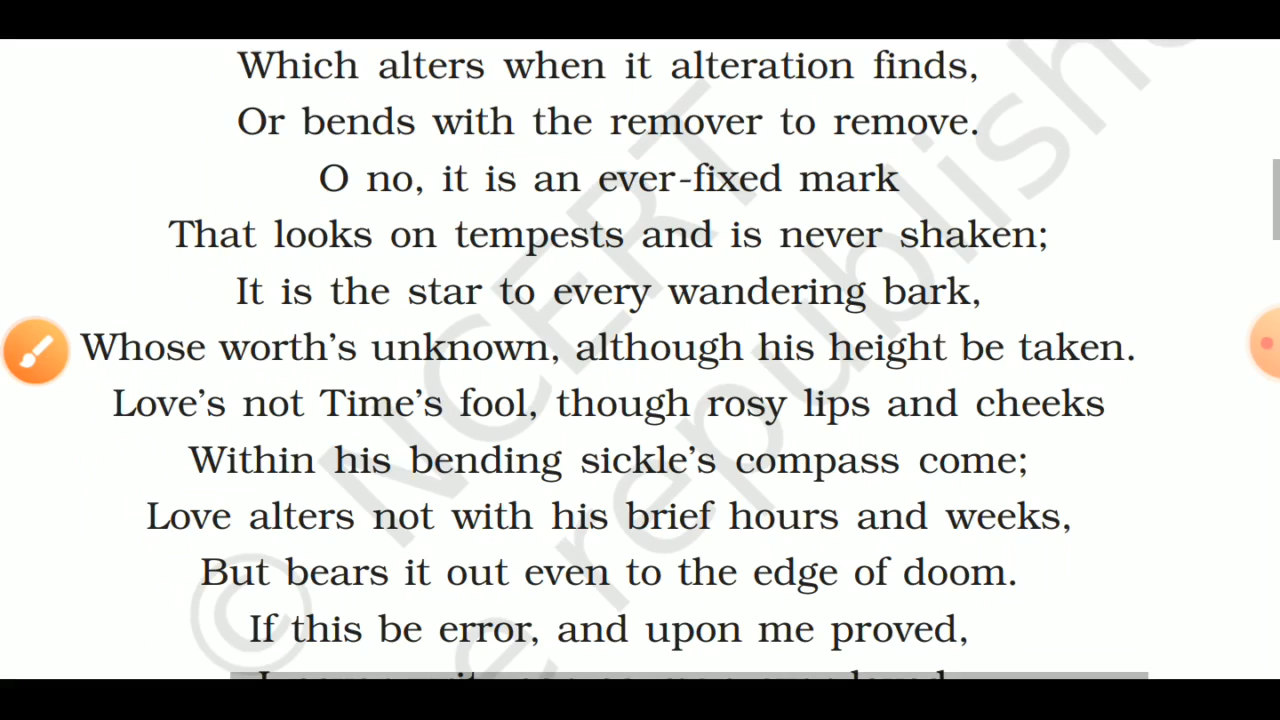 Which alters when it alteration finds,
Or bends with the remover to remove.
O no, it is an ever-fixed mark
That looks on tempests and is never shaken;
It is the star to every wandering bark,
Whose worth's unknown, although his height be taken.
Love's not Time's fool, though rosy lips and cheeks
Within his bending sickle's compass come;
Love alters not with his brief hours and weeks,
But bears it out even to the edge of doom.
If this be error, and upon me proved,
© NCERT
republishe